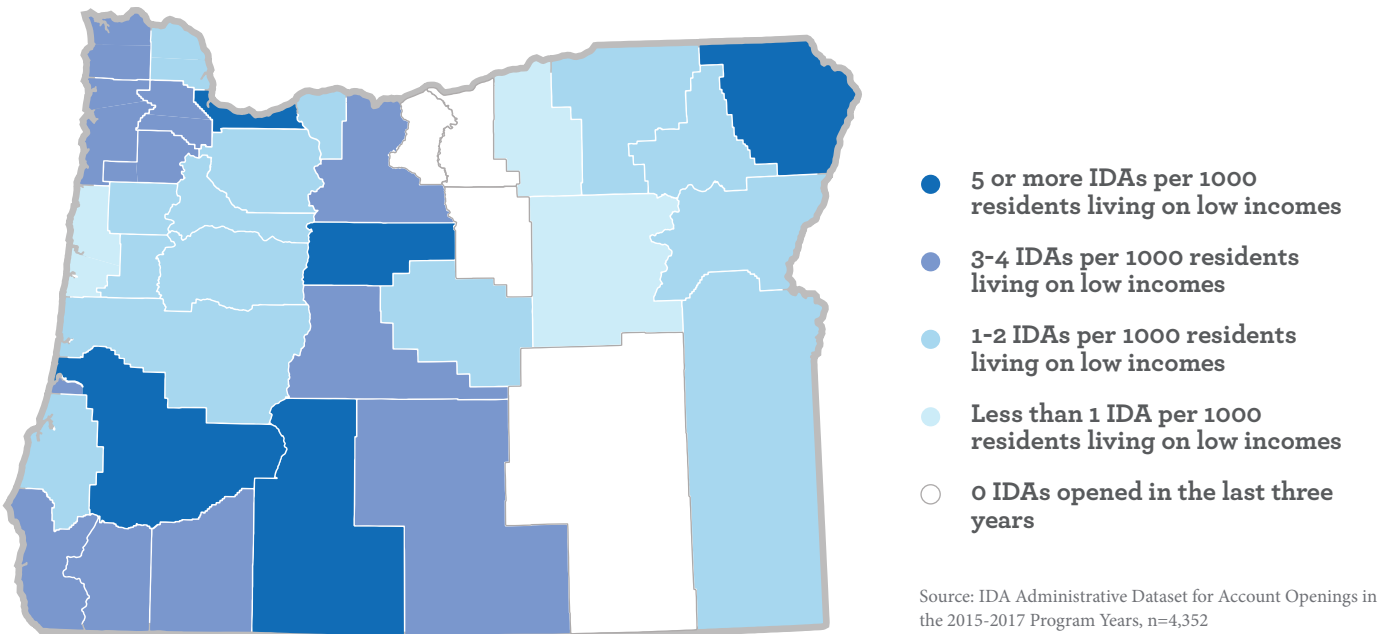 5 or more IDAs per 1000
residents living on low incomes
3-4 IDAs per 1000 residents
living on low incomes
1-2 IDAs per 1000 residents
living on low incomes
Less than 1 IDA per 1000
residents living on low incomes
0 IDAs opened in the last three
years
Source: IDA Administrative Dataset for Account Openings in
the 2015-2017 Program Years, n=4,352